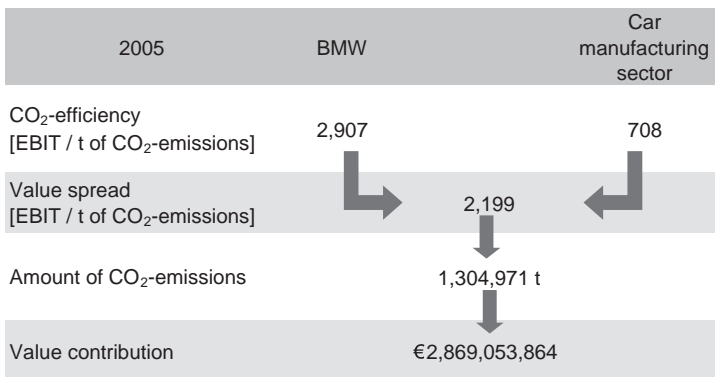 2005 BMW Car manufacturing sector
CO₂-efficiency
[EBIT / t of CO₂-emissions] 2,907 708
Value spread
[EBIT / t of CO₂-emissions] 2,199
Amount of CO₂-emissions 1,304,971 t
Value contribution €2,869,053,864